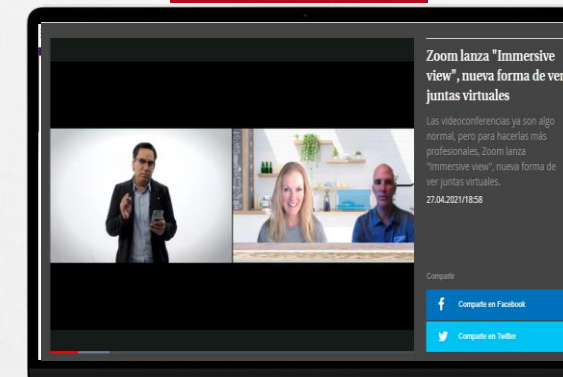 Zoom lanza "Immersive
view", nueva forma de ver
juntas virtuales
Las videoconferencias ya son algo
normal, pero para hacerlas más
profesionales, Zoom lanza
"Immersive view", nueva forma de
ver juntas virtuales.
27.04.2021/18:58
Comparte
Comparte en Facebook
Comparte en Twitter